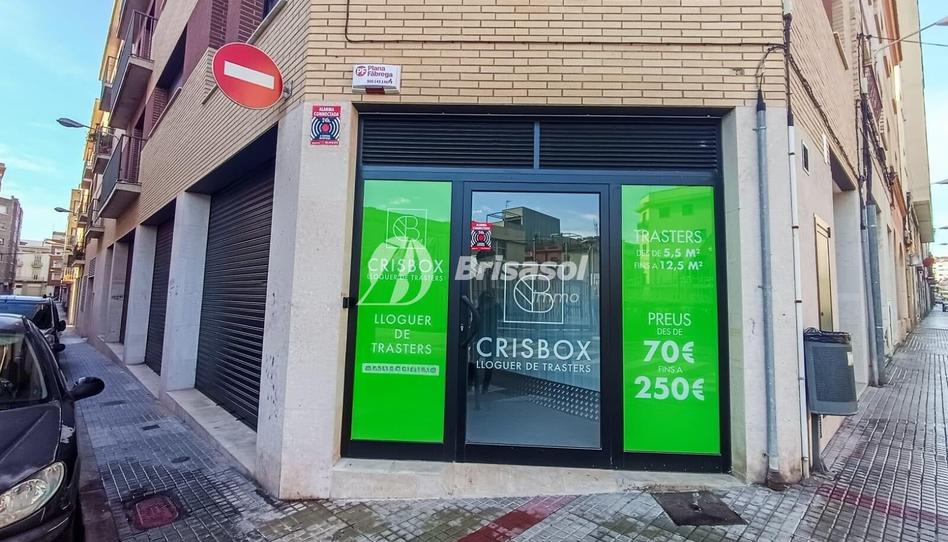 Plana
Fàbrega
ALARMA
CONNECTADA
CRISBOX
LLOGUER DE TRASTERS
LLOGUER
DE
TRASTERS
Brisasol
immo
CRISBOX
LLOGUER DE TRASTERS
TRASTERS
DES DE 5,5 M²
FINS A 12,5 M²
PREUS
DES DE
70€
FINS A
250€